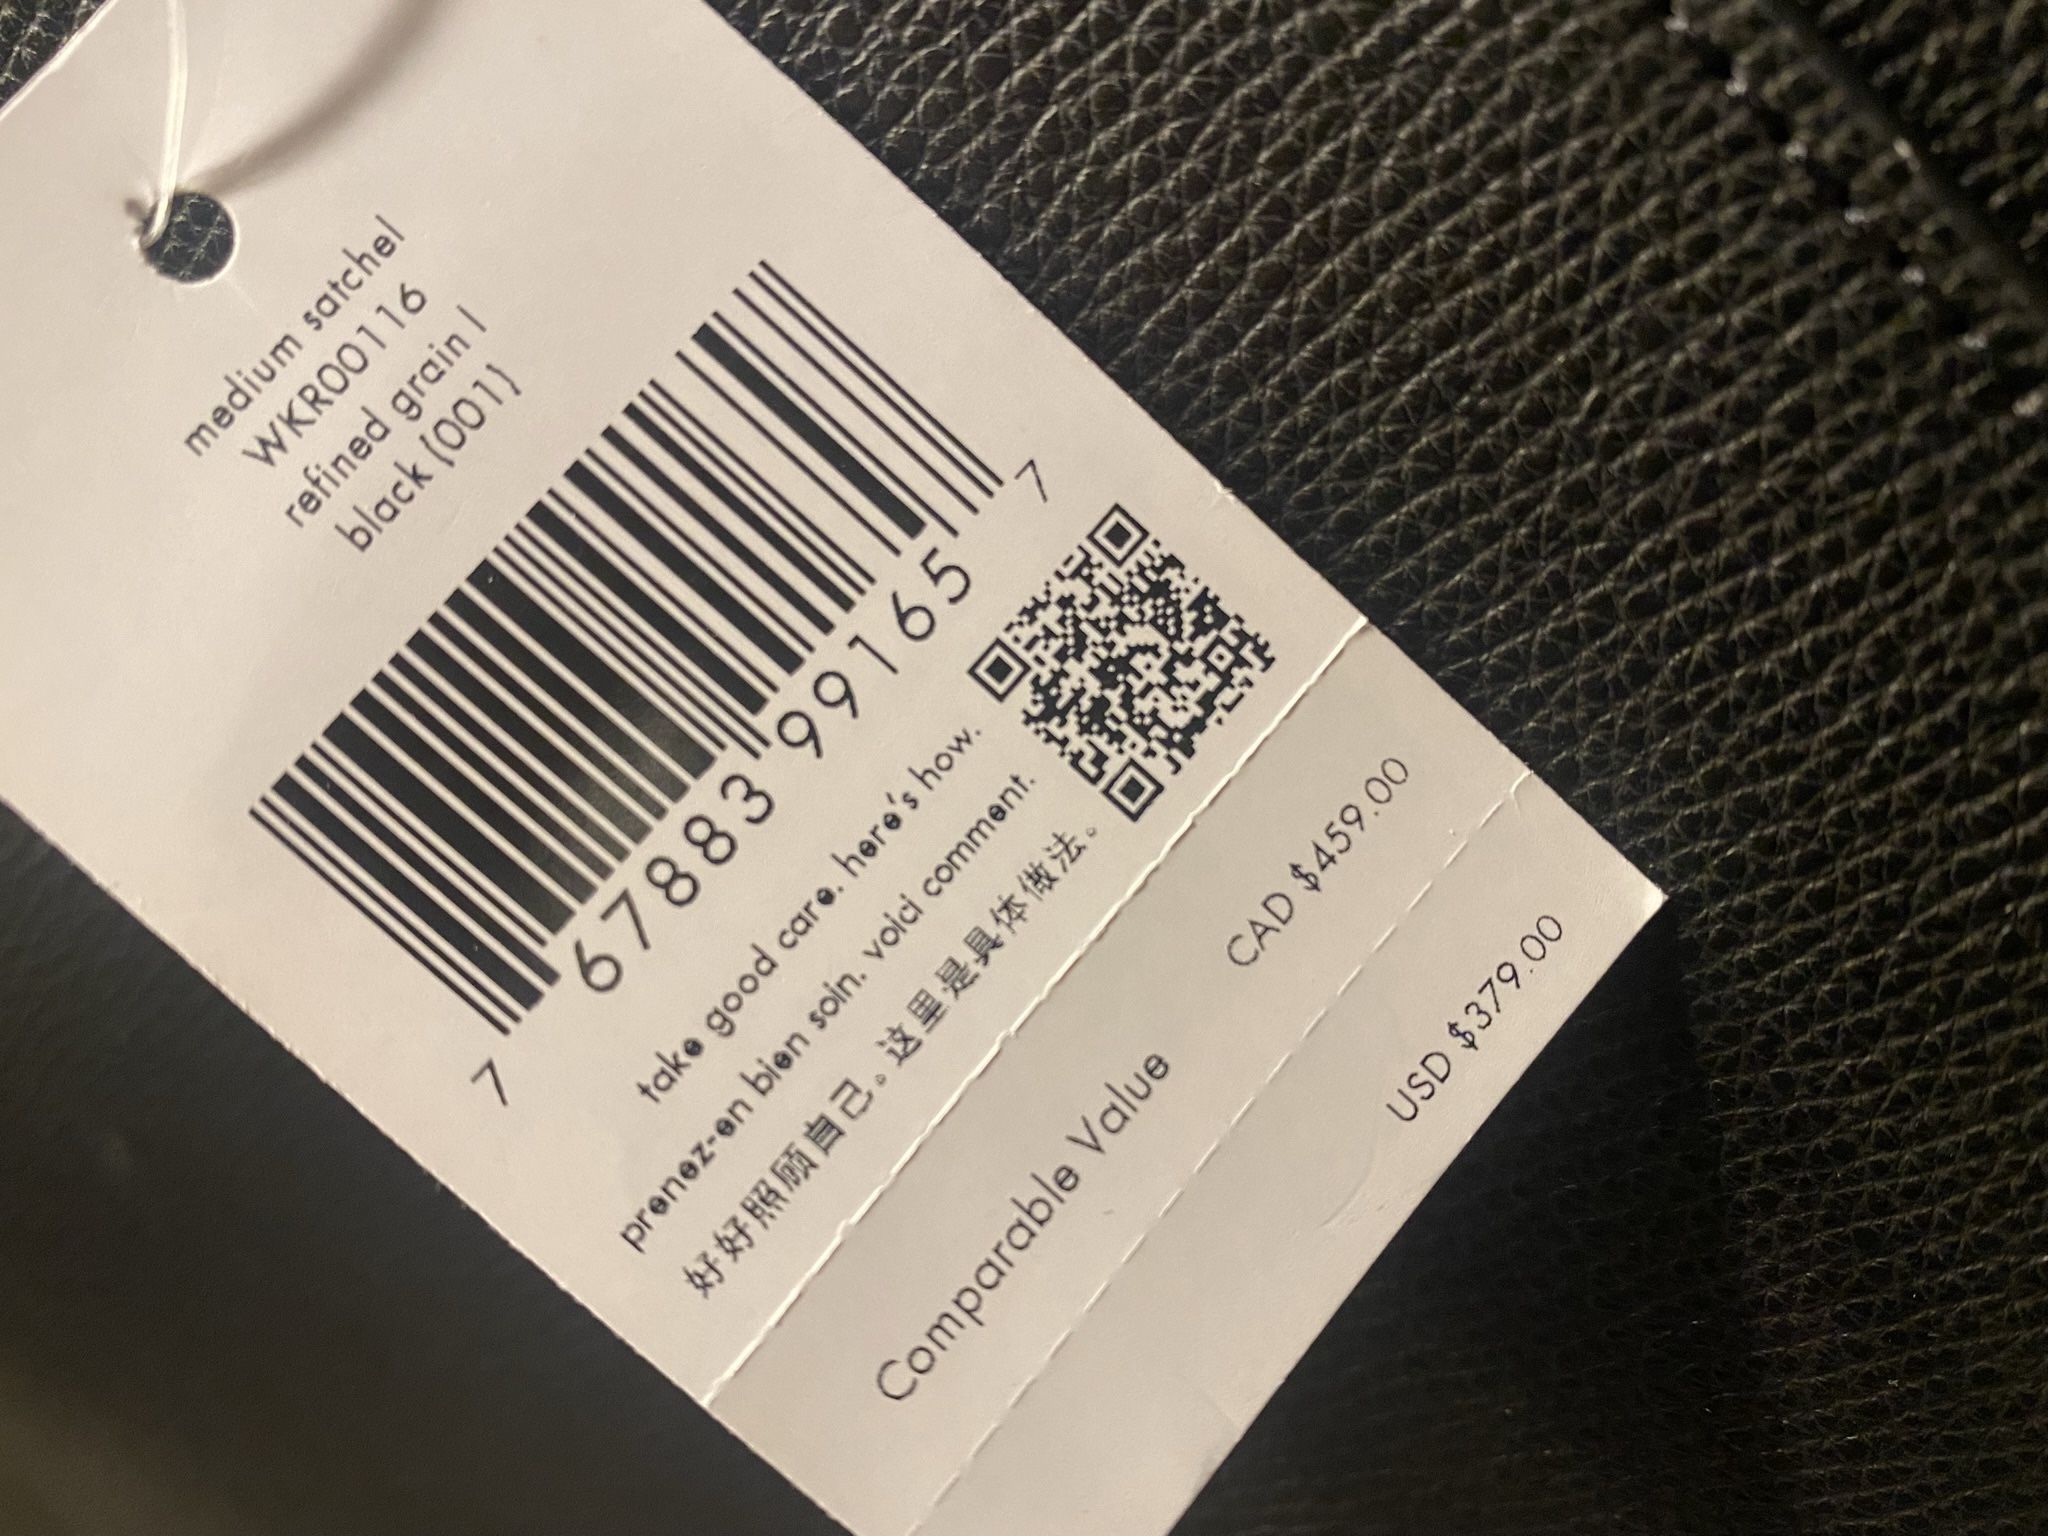 medium satchel
WKR00116
refined grain l
black (001)
7 67883 99165 7
take good care. here's how.
prenez-en bien soin. voici comment.
好好照顾自己。这里是具体做法。
CAD $459.00
Comparable Value
USD $379.00